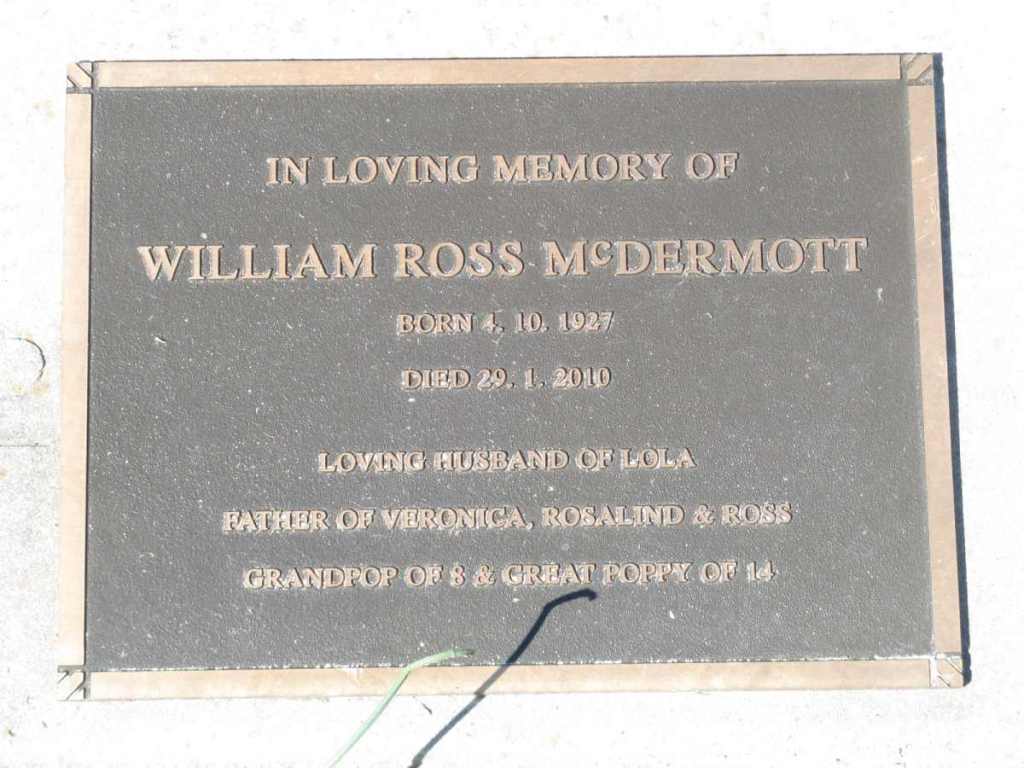 IN LOVING MEMORY OF
WILLIAM ROSS McDERMOTT
BORN 4. 10. 1927
DIED 29. 1. 2010
LOVING HUSBAND OF LOLA
FATHER OF VERONICA, ROSALIND & ROSS
GRANDPOP OF 8 & GREAT POPPY OF 14